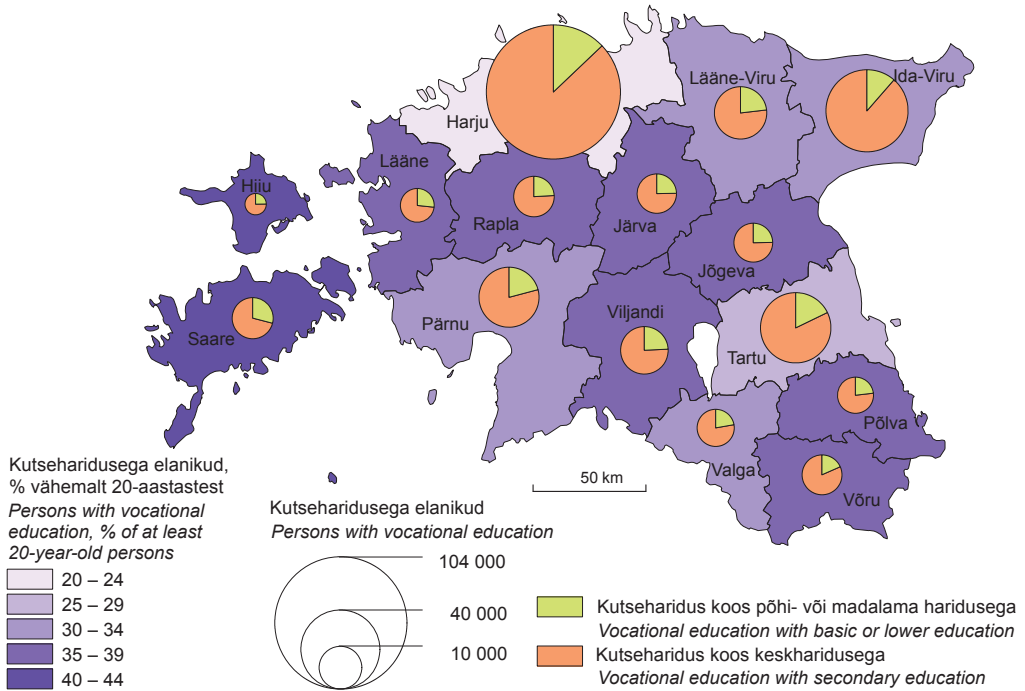 Lääne-Viru
Ida-Viru
Harju
Lääne
Hiiu
Rapla
Järva
Jõgeva
Saare
Pärnu
Viljandi
Tartu
Põlva
Valga
Võru
50 km
Kutseharidusega elanikud,
% vähemalt 20-aastastest
Persons with vocational
education, % of at least
20-year-old persons
20 – 24
25 – 29
30 – 34
35 – 39
40 – 44
Kutseharidusega elanikud
Persons with vocational education
104 000
40 000
10 000
Kutseharidus koos põhi- või madalama haridusega
Vocational education with basic or lower education
Kutseharidus koos keskharidusega
Vocational education with secondary education